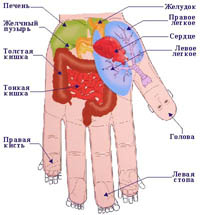 Печень
Желчный
пузырь
Толстая
кишка
Тонкая
кишка
Правая
кисть
Желудок
Правое
легкое
Сердце
Левое
легкое
Голова
Левая
стопа